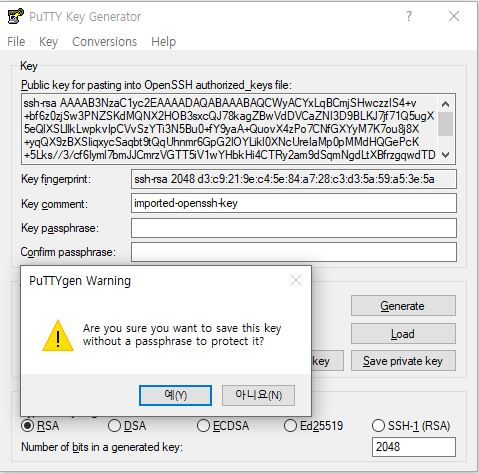 PuTTY Key Generator
File Key Conversions Help
Key
Public key for pasting into OpenSSH authorized_keys file:
ssh-rsa AAAAB3NzaC1yc2EAAAADAQABAAABAQCWyACYxLqBCmjSHwczzIS4+v
+bf6z0zjSw3PNZSKdMQNX2HOB3sxcQJ78kagZBwVdDVCaZNI3D9BLKJ7jf71Q5ugX
5eQlXSLIlkLwpkvlpCVvSzYTi3N5Bu0+fY9yaA+QuovX4zPo7CNfGXYyM7K7ou8j8X
+yqQX9zBXSliqxycSaqbt9tQqUhnmr6GpG2lOYLikI0XNcUreIaMp0pMMdHQGePcK
+5Lks//3/cf6IymI7bmJJCmrzVGTT5iV1wYHbkHi4CTRy2am9dSqmNgdLtXBfrzgqwdTD
Key fingerprint: ssh-rsa 2048 d3:c9:21:9e:c4:5e:84:a7:28:c3:d3:5a:59:a5:3e:5a
Key comment: imported-openssh-key
Key passphrase:
Confirm passphrase:
PuTTYgen Warning
Are you sure you want to save this key
without a passphrase to protect it?
예(Y) 아니요(N)
Generate
Load
key Save private key
RSA DSA ECDSA Ed25519 SSH-1 (RSA)
Number of bits in a generated key: 2048